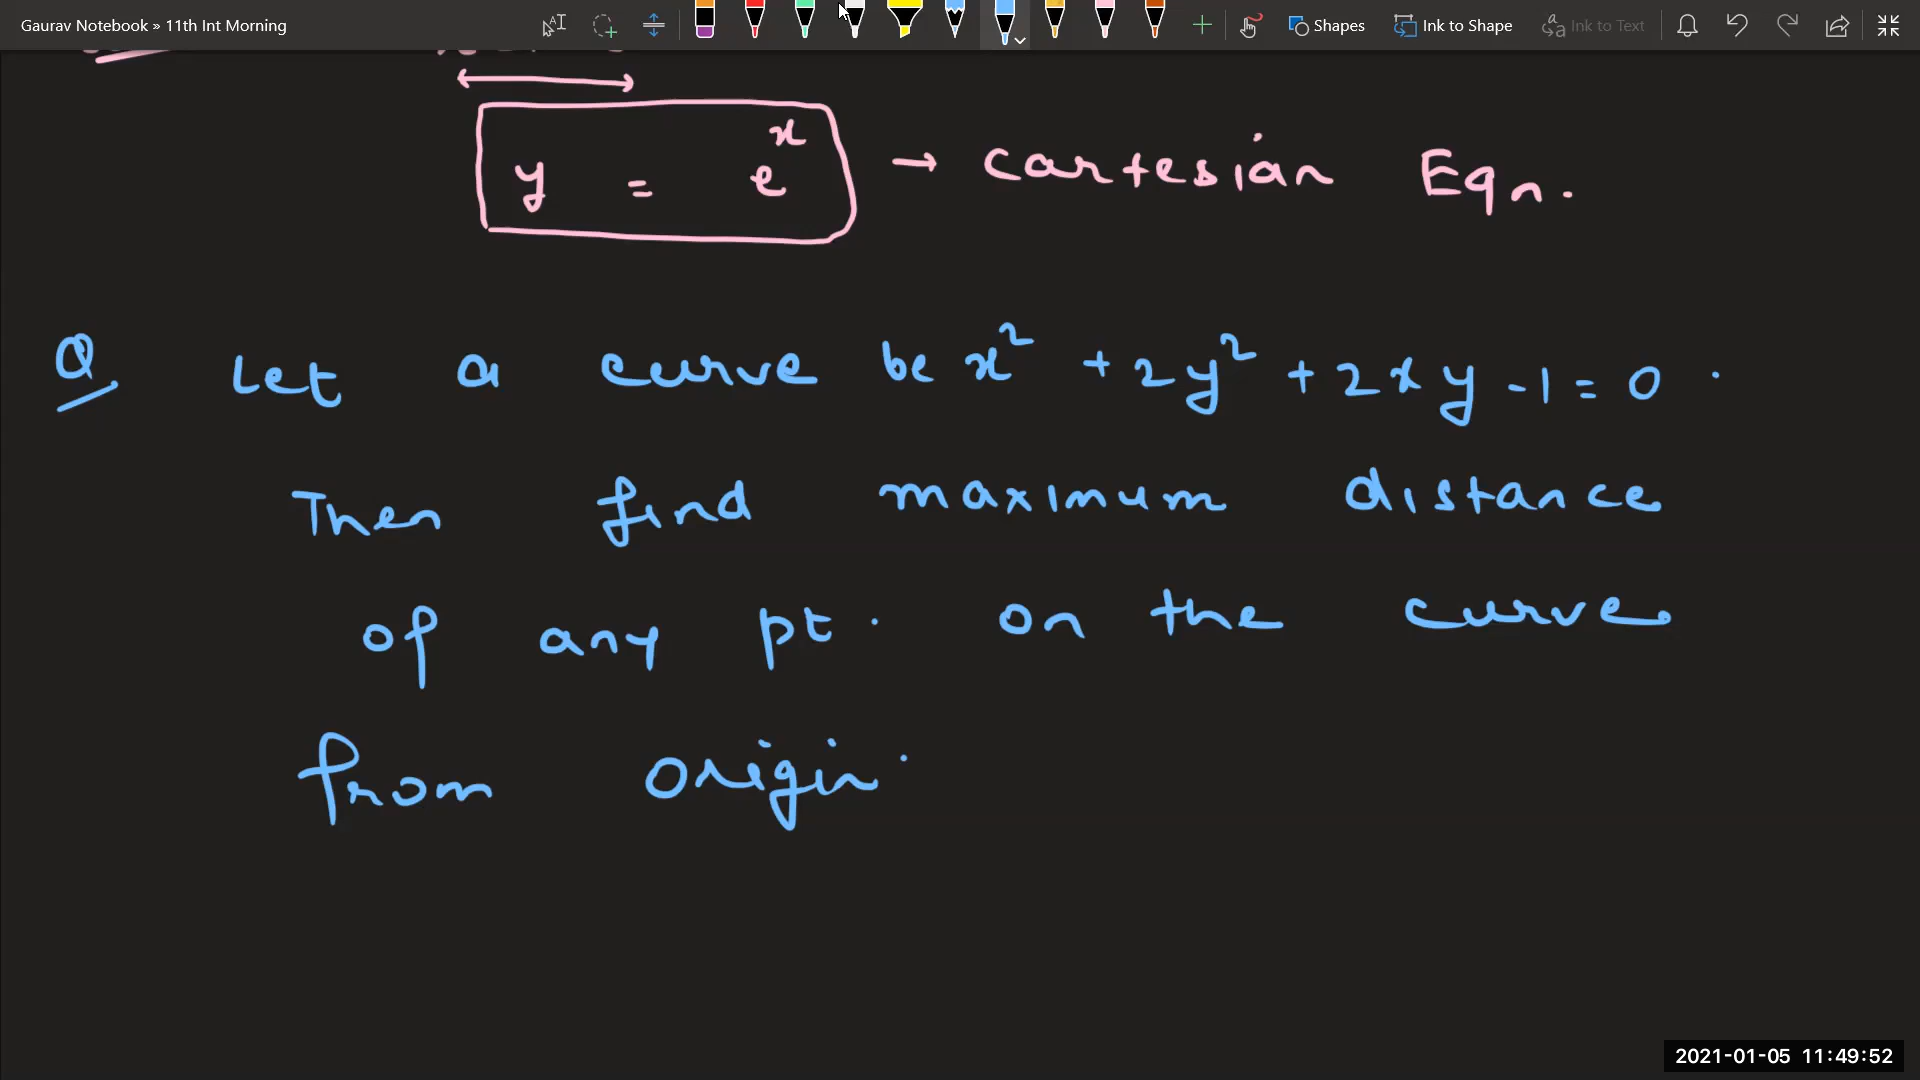 Gaurav Notebook » 11th Int Morning
Shapes
Ink to Shape
Ink to Text
y = e^x → Cartesian Eqn.
Q Let a curve be x² + 2y² + 2xy - 1 = 0 .
Then find maximum distance
of any pt. on the curve
from origin.
2021-01-05 11:49:52